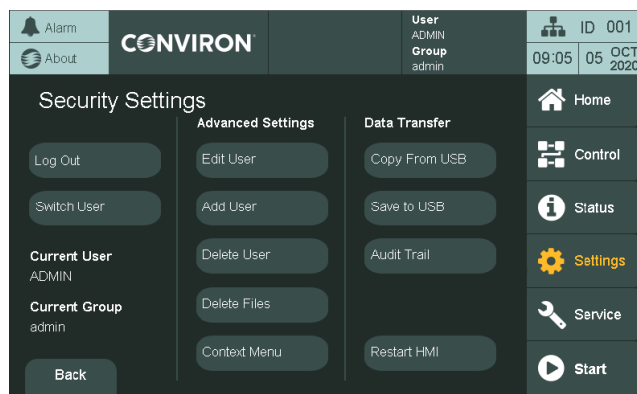 Alarm
About
CONVIRON
User
ADMIN
Group
admin
ID 001
09:05
05 OCT 2020
Security Settings
Log Out
Switch User
Current User
ADMIN
Current Group
admin
Back
Advanced Settings
Edit User
Add User
Delete User
Delete Files
Context Menu
Data Transfer
Copy From USB
Save to USB
Audit Trail
Restart HMI
Home
Control
Status
Settings
Service
Start